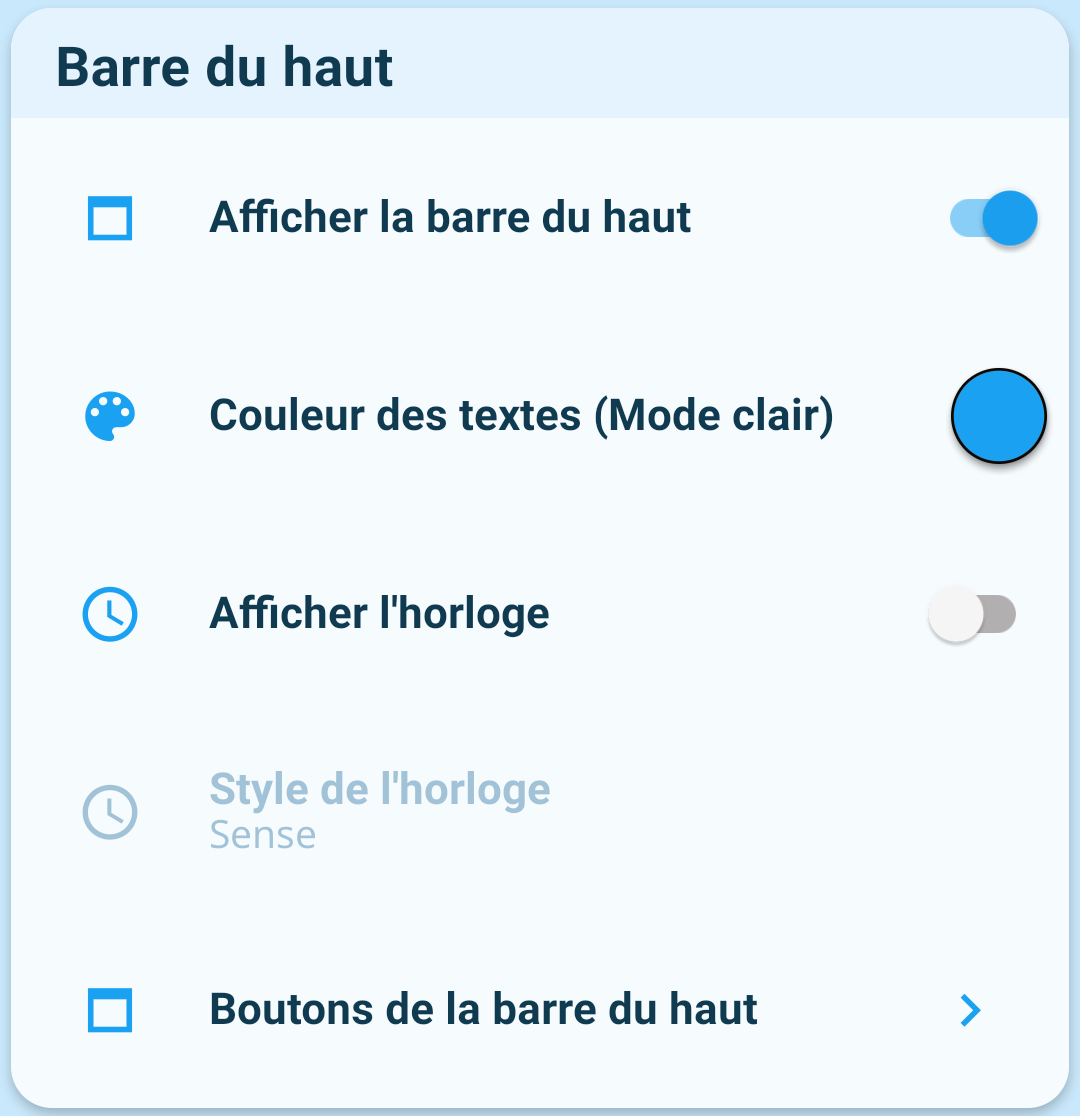 Barre du haut
Afficher la barre du haut
Couleur des textes (Mode clair)
Afficher l'horloge
Style de l'horloge
Sense
Boutons de la barre du haut